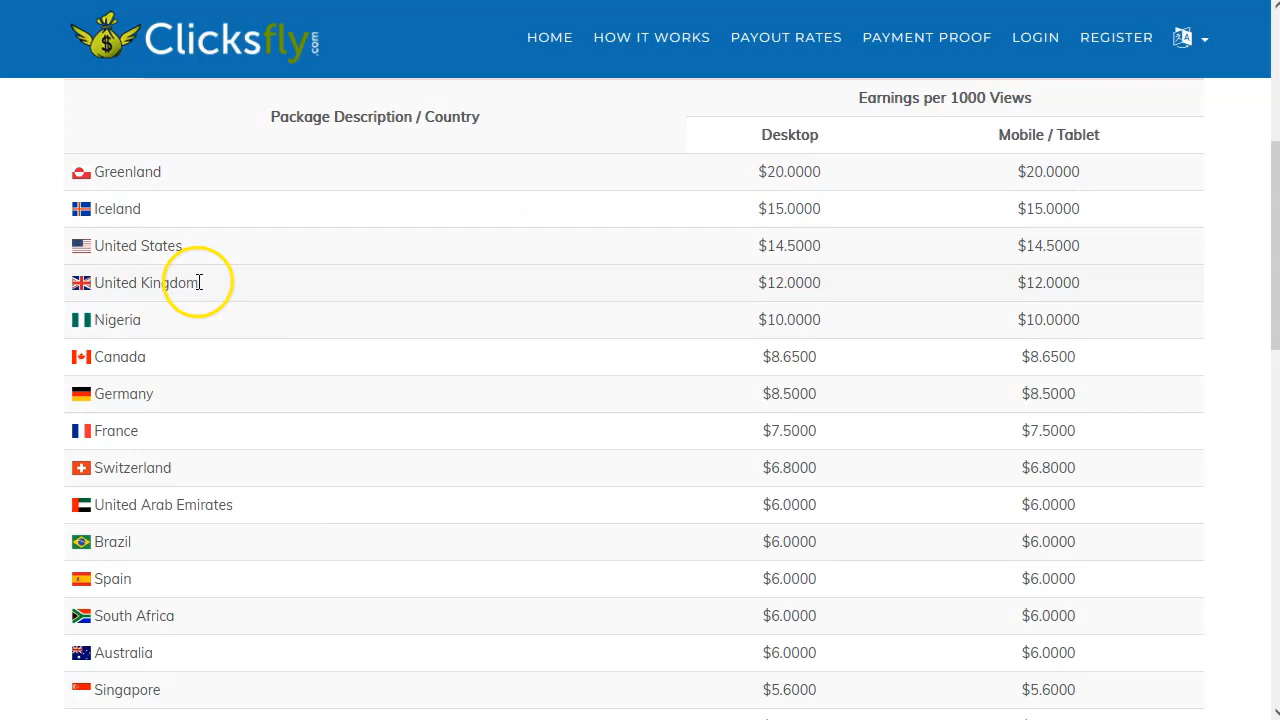 Clicksfly.com
HOME HOW IT WORKS PAYOUT RATES PAYMENT PROOF LOGIN REGISTER
Package Description / Country
Earnings per 1000 Views
Desktop Mobile / Tablet
Greenland $20.0000 $20.0000
Iceland $15.0000 $15.0000
United States $14.5000 $14.5000
United Kingdom $12.0000 $12.0000
Nigeria $10.0000 $10.0000
Canada $8.6500 $8.6500
Germany $8.5000 $8.5000
France $7.5000 $7.5000
Switzerland $6.8000 $6.8000
United Arab Emirates $6.0000 $6.0000
Brazil $6.0000 $6.0000
Spain $6.0000 $6.0000
South Africa $6.0000 $6.0000
Australia $6.0000 $6.0000
Singapore $5.6000 $5.6000